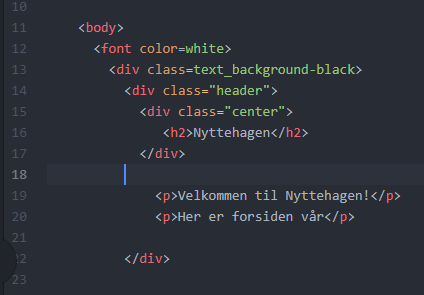 10
11 <body>
12 <font color=white>
13 <div class=text_background-black>
14 <div class="header">
15 <div class="center">
16 <h2>Nyttehagen</h2>
17 </div>
18
19 <p>Velkommen til Nyttehagen!</p>
20 <p>Her er forsiden vår</p>
21
22 </div>
23